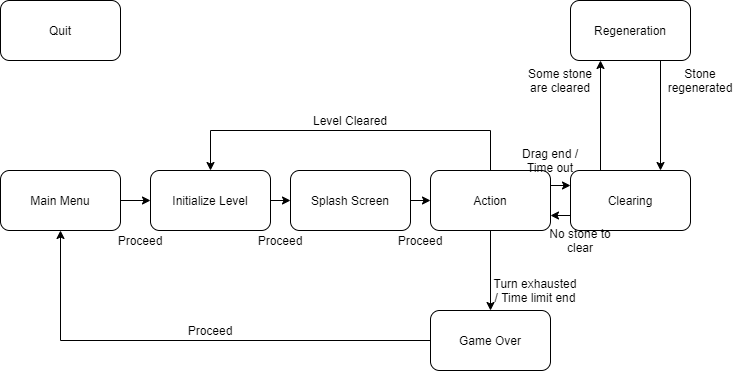 Quit
Regeneration
Some stone
are cleared
Stone
regenerated
Level Cleared
Drag end /
Time out
Main Menu
Initialize Level
Splash Screen
Action
Clearing
Proceed
Proceed
Proceed
No stone to
clear
Turn exhausted
/ Time limit end
Proceed
Game Over